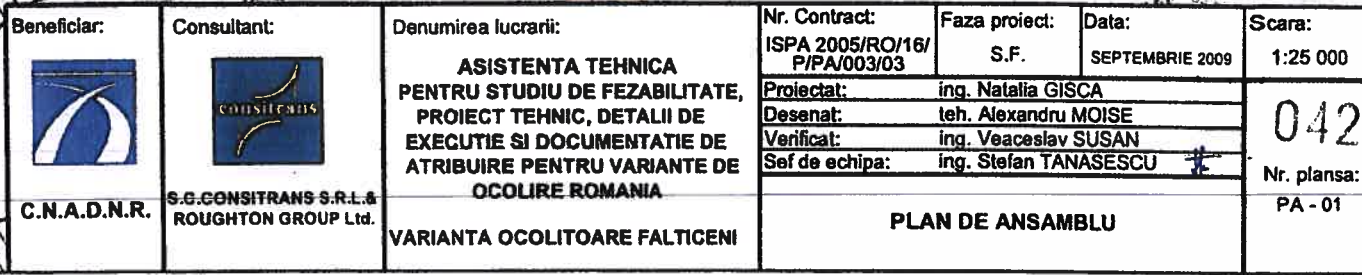 Beneficiar:
C.N.A.D.N.R.
Consultant:
consitrans
S.C.CONSITRANS S.R.L.&
ROUGHTON GROUP Ltd.
Denumirea lucrarii:
ASISTENTA TEHNICA
PENTRU STUDIU DE FEZABILITATE,
PROIECT TEHNIC, DETALII DE
EXECUTIE SI DOCUMENTATIE DE
ATRIBUIRE PENTRU VARIANTE DE
OCOLIRE ROMANIA
VARIANTA OCOLITOARE FALTICENI
Nr. Contract:
ISPA 2005/RO/16/
P/PA/003/03
Faza proiect:
S.F.
Data:
SEPTEMBRIE 2009
Proiectat: ing. Natalia GISCA
Desenat: teh. Alexandru MOISE
Verificat: ing. Veaceslav SUSAN
Sef de echipa: ing. Stefan TANASESCU
PLAN DE ANSAMBLU
Scara:
1:25 000
042
Nr. plansa:
PA - 01